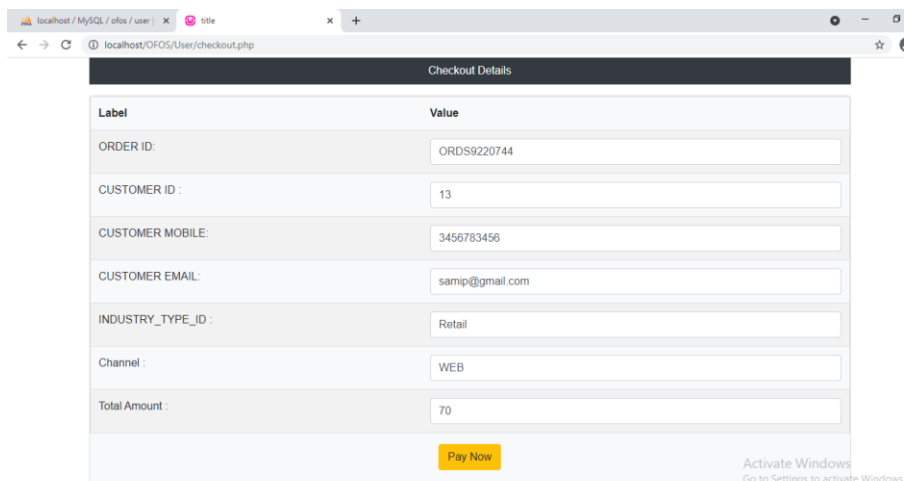 localhost / MySQL / ofos / user |
title
localhost/OFOS/User/checkout.php
Checkout Details
Label Value
ORDER ID: ORDS9220744
CUSTOMER ID : 13
CUSTOMER MOBILE: 3456783456
CUSTOMER EMAIL: samip@gmail.com
INDUSTRY_TYPE_ID : Retail
Channel : WEB
Total Amount : 70
Pay Now
Activate Windows
Go to Settings to activate Windows